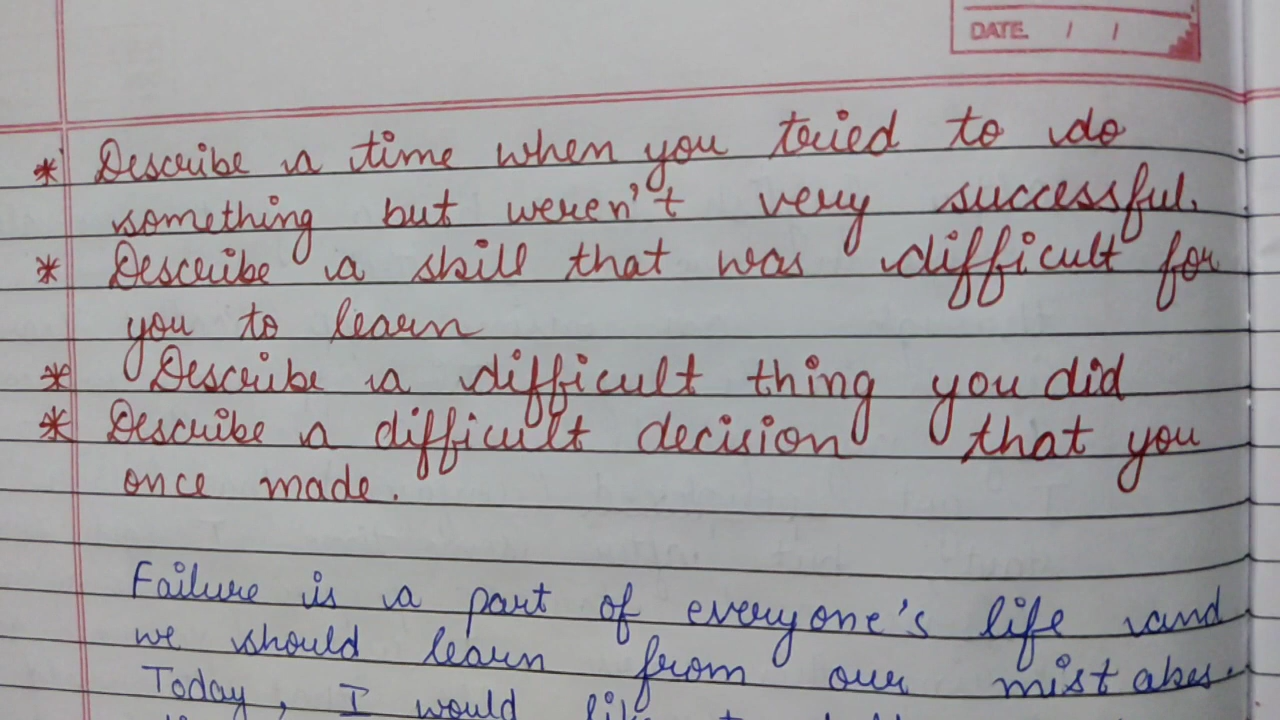 DATE / /
* Describe a time when you tried to do
something but weren't very successful.
* Describe a skill that was difficult for
you to learn
* Describe a difficult thing you did
* Describe a difficult decision that you
once made.
Failure is a part of everyone's life and
we should learn from our mistakes.
Today, I would